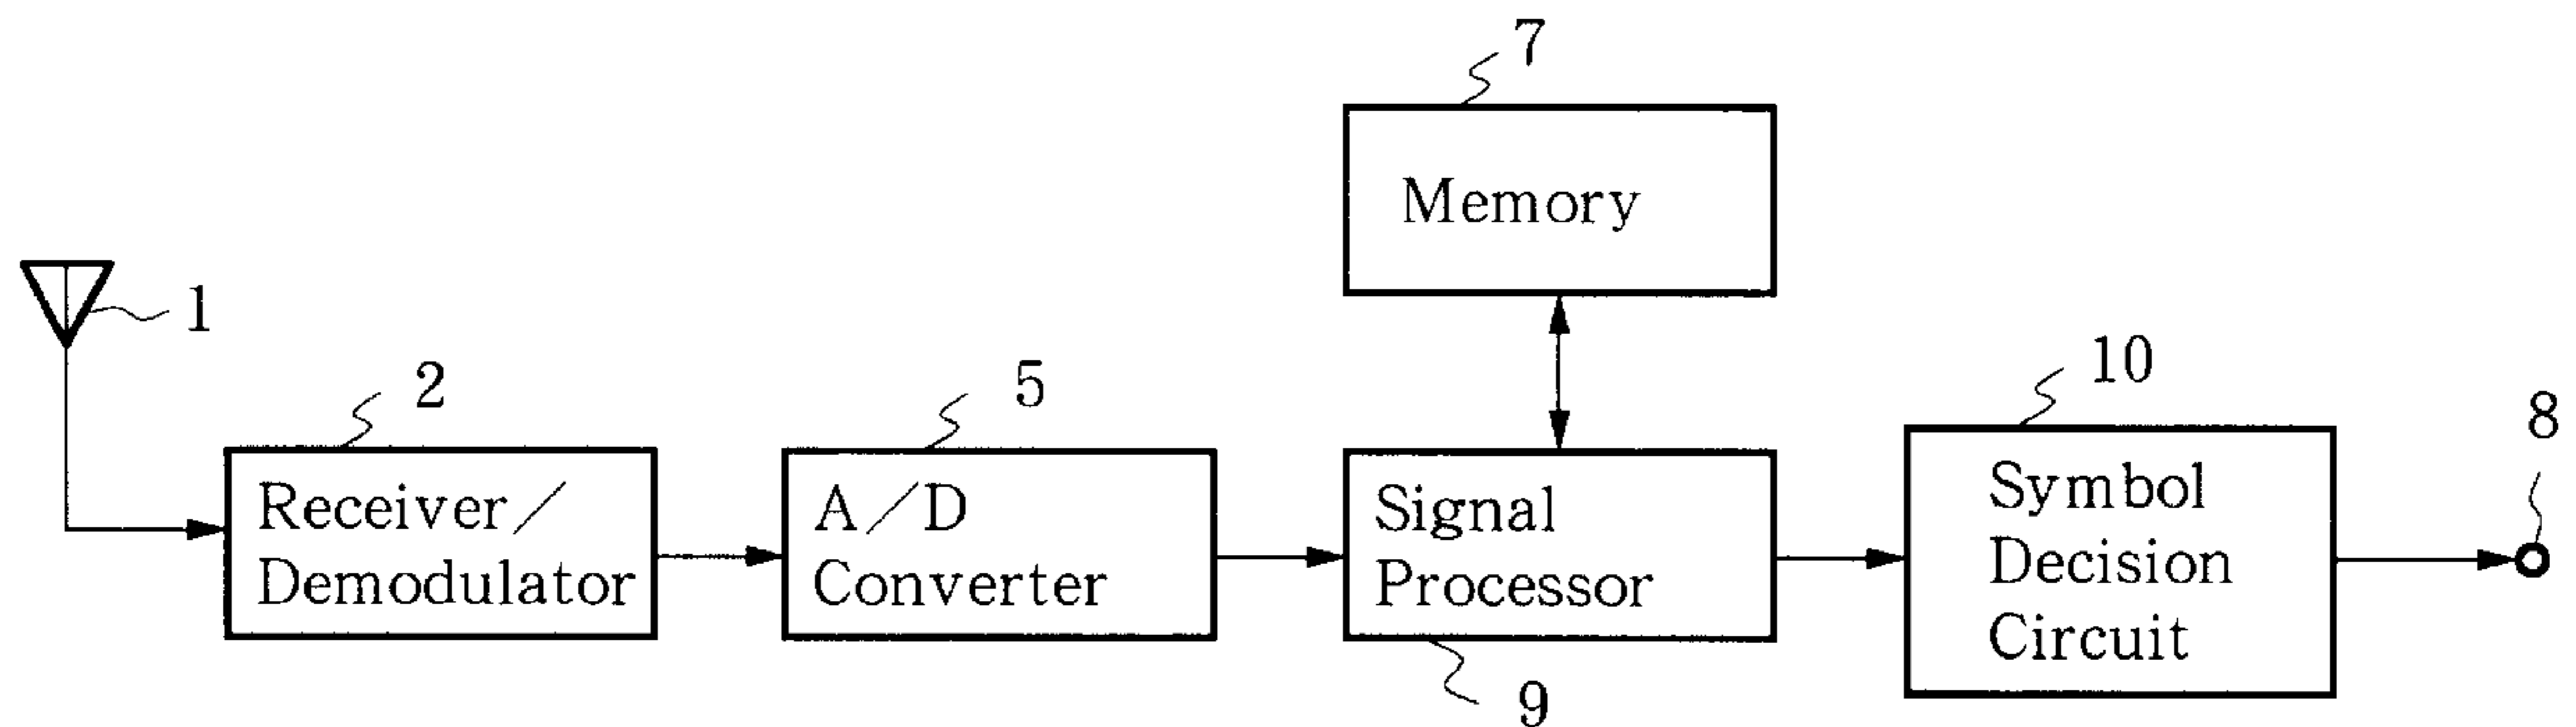 7
Memory
1
2
Receiver/
Demodulator
5
A/D
Converter
Signal
Processor
9
10
Symbol
Decision
Circuit
8